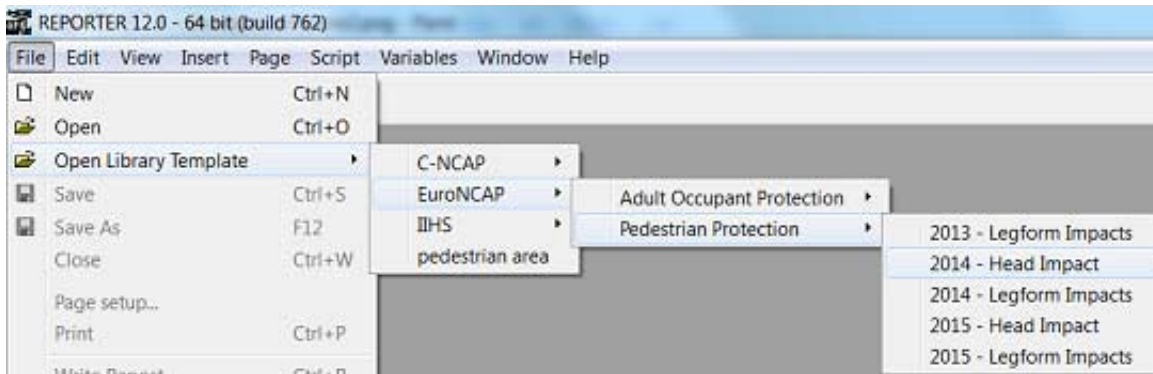 REPORTER 12.0 - 64 bit (build 762)
File Edit View Insert Page Script Variables Window Help
New Ctrl+N
Open Ctrl+O
Open Library Template
Save Ctrl+S
Save As F12
Close Ctrl+W
Page setup...
Print Ctrl+P
C-NCAP
EuroNCAP
IIHS
pedestrian area
Adult Occupant Protection
Pedestrian Protection
2013 - Legform Impacts
2014 - Head Impact
2014 - Legform Impacts
2015 - Head Impact
2015 - Legform Impacts